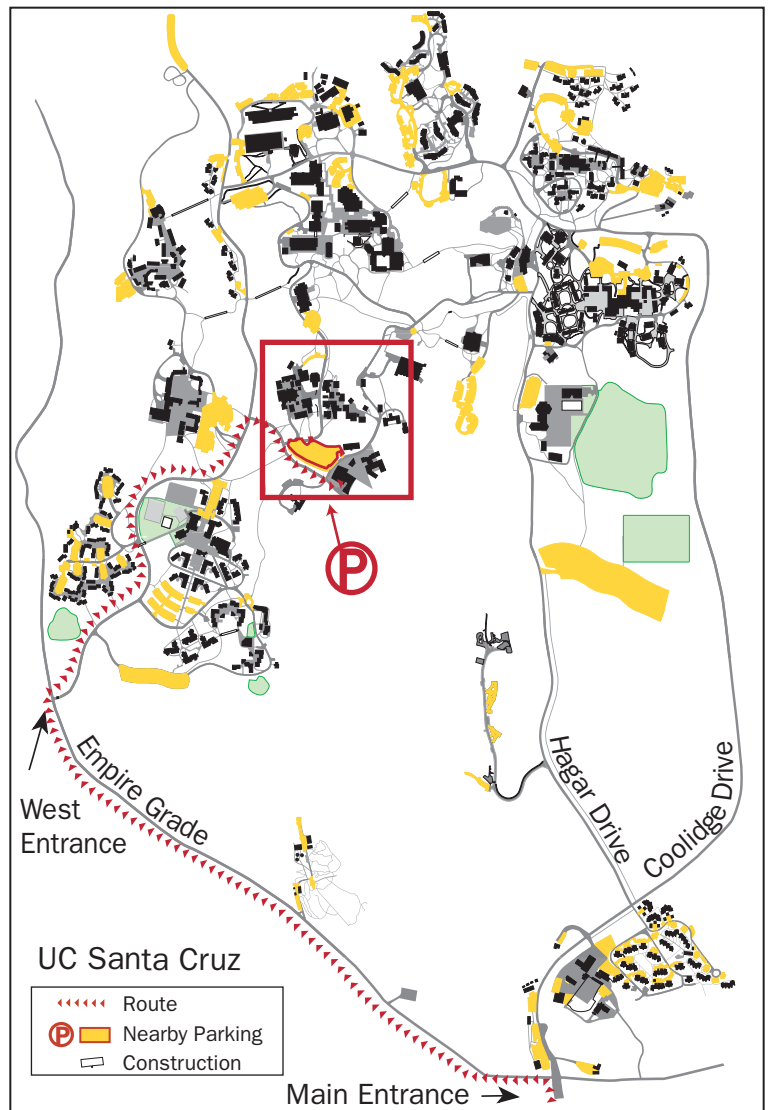 P
Hagar Drive
Coolidge Drive
Empire Grade
West
Entrance
UC Santa Cruz
Route
P Nearby Parking
Construction
Main Entrance